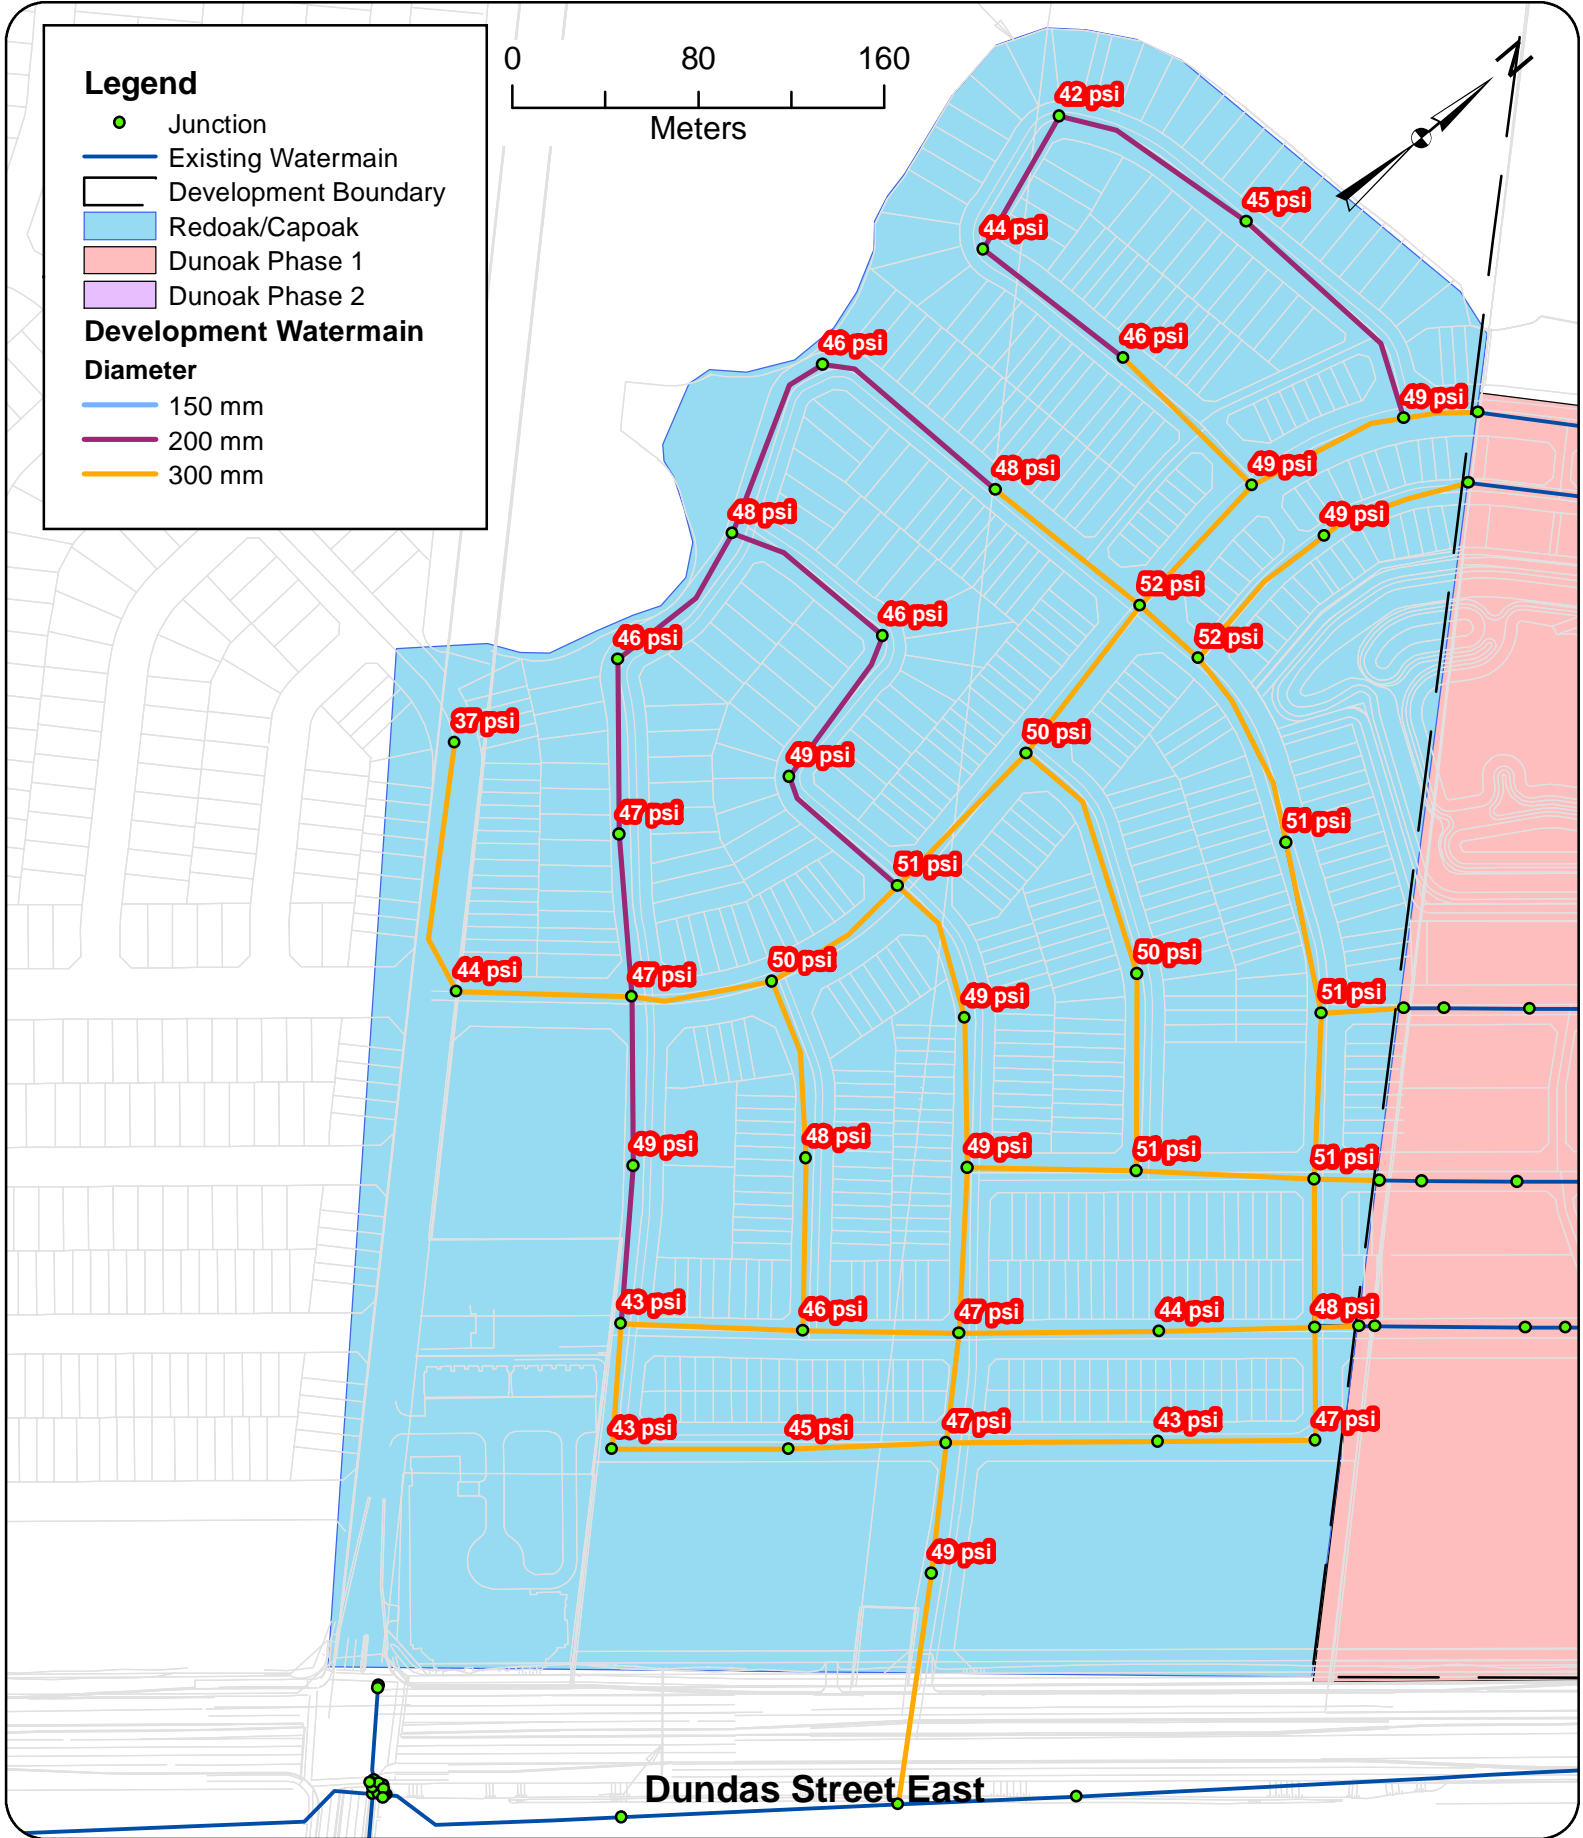 Legend
Junction
Existing Watermain
Development Boundary
Redoak/Capoak
Dunoak Phase 1
Dunoak Phase 2
Development Watermain
Diameter
150 mm
200 mm
300 mm
0 80 160
Meters
N
42 psi
45 psi
44 psi
46 psi
46 psi
49 psi
48 psi
49 psi
48 psi
49 psi
52 psi
46 psi
52 psi
46 psi
37 psi
50 psi
49 psi
47 psi
51 psi
51 psi
50 psi
50 psi
44 psi
47 psi
49 psi
51 psi
48 psi
49 psi
49 psi
51 psi
51 psi
43 psi
46 psi
47 psi
44 psi
48 psi
43 psi
45 psi
47 psi
43 psi
47 psi
49 psi
Dundas Street East